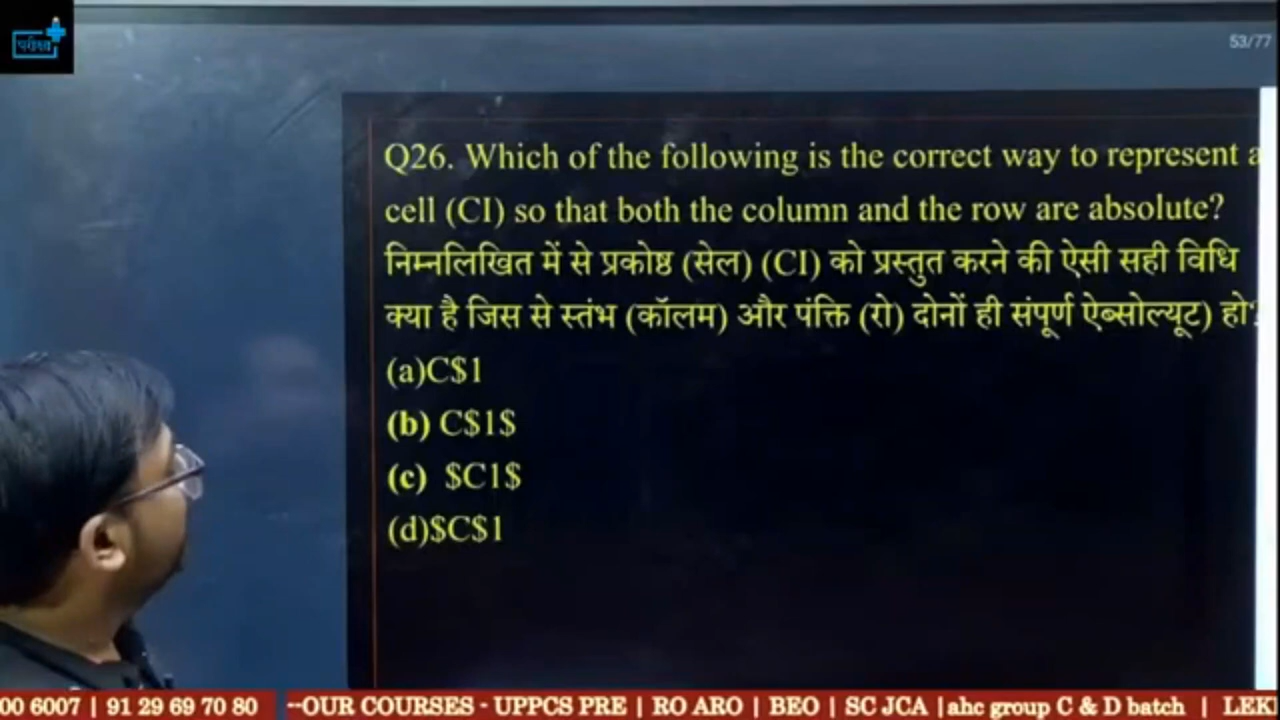 परीक्षा
53/77
Q26. Which of the following is the correct way to represent a
cell (CI) so that both the column and the row are absolute?
निम्नलिखित में से प्रकोष्ठ (सेल) (CI) को प्रस्तुत करने की ऐसी सही विधि
क्या है जिस से स्तंभ (कॉलम) और पंक्ति (रो) दोनों ही संपूर्ण ऐब्सोल्यूट) हो?
(a)C$1
(b) C$1$
(c) $C1$
(d)$C$1
00 6007 | 91 29 69 70 80 --OUR COURSES - UPPCS PRE | RO ARO | BEO | SC JCA |ahc group C & D batch | LEK